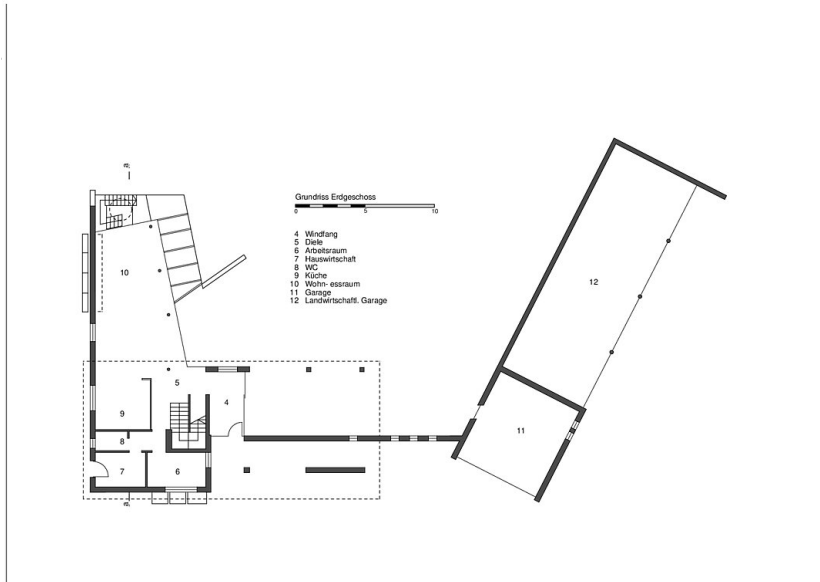 Grundriss Erdgeschoss
0 5 10
4 Windfang
5 Diele
6 Arbeitsraum
7 Hauswirtschaft
8 WC
9 Küche
10 Wohn- essraum
11 Garage
12 Landwirtschaftl. Garage
12
10
5
4
9
11
8
7
6